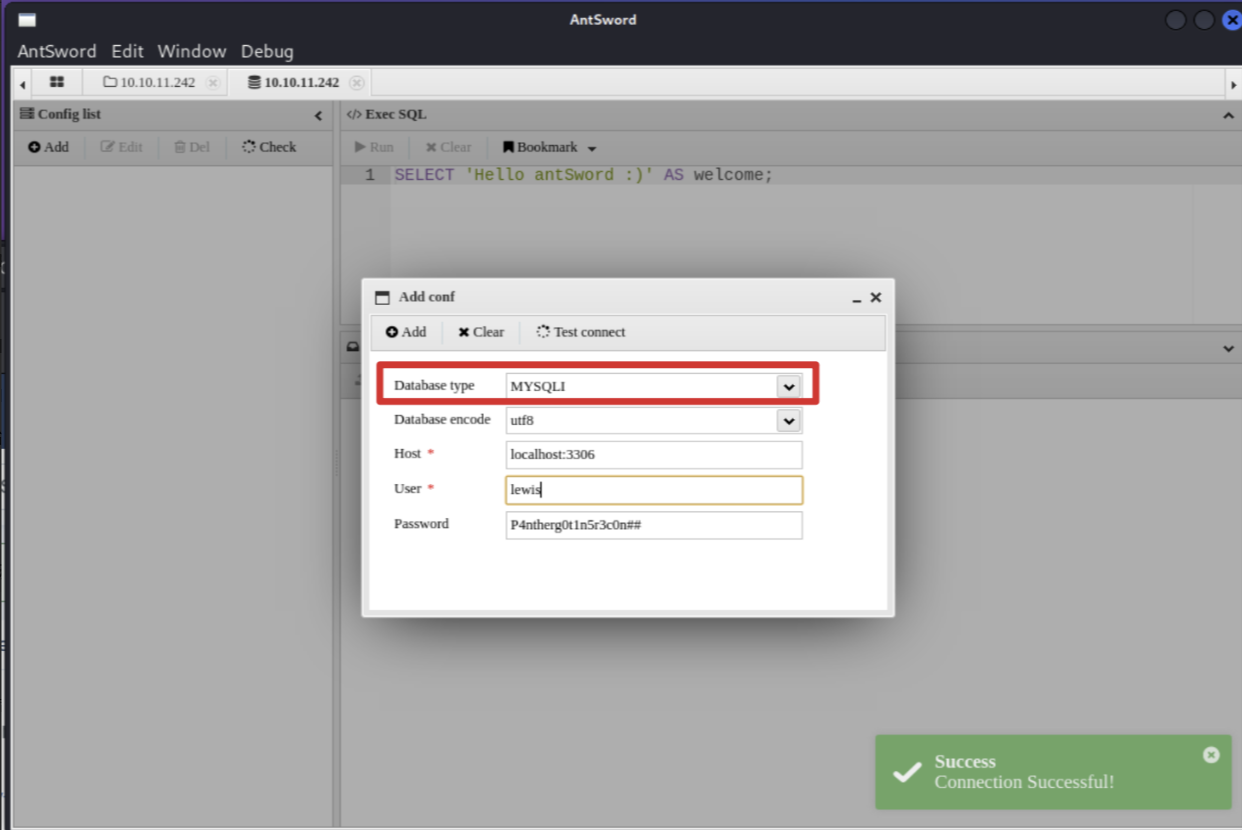 AntSword
AntSword Edit Window Debug
10.10.11.242 10.10.11.242
Config list
</> Exec SQL
Add Edit Del Check
Run Clear Bookmark
1 SELECT 'Hello antSword :)' AS welcome;
Add conf
Add Clear Test connect
Database type MYSQLI
Database encode utf8
Host * localhost:3306
User * lewis
Password P4ntherg0t1n5r3c0n##
Success
Connection Successful!